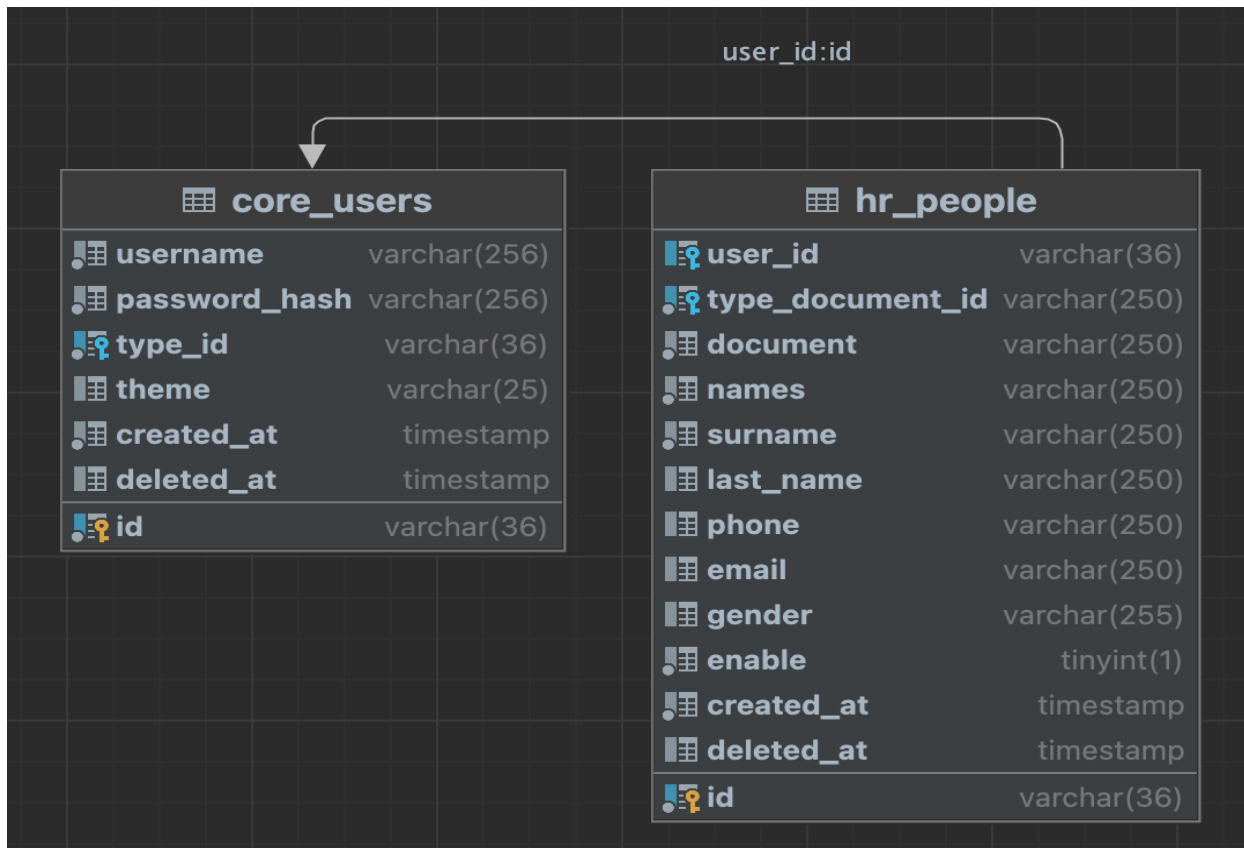 user_id:id
core_users
username varchar(256)
password_hash varchar(256)
type_id varchar(36)
theme varchar(25)
created_at timestamp
deleted_at timestamp
id varchar(36)
hr_people
user_id varchar(36)
type_document_id varchar(250)
document varchar(250)
names varchar(250)
surname varchar(250)
last_name varchar(250)
phone varchar(250)
email varchar(250)
gender varchar(255)
enable tinyint(1)
created_at timestamp
deleted_at timestamp
id varchar(36)